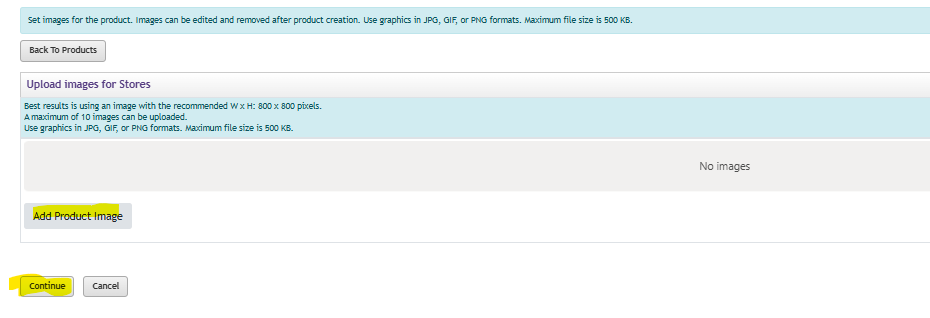 Set images for the product. Images can be edited and removed after product creation. Use graphics in JPG, GIF, or PNG formats. Maximum file size is 500 KB.
Back To Products
Upload images for Stores
Best results is using an image with the recommended W x H: 800 x 800 pixels.
A maximum of 10 images can be uploaded.
Use graphics in JPG, GIF, or PNG formats. Maximum file size is 500 KB.
No images
Add Product Image
Continue Cancel